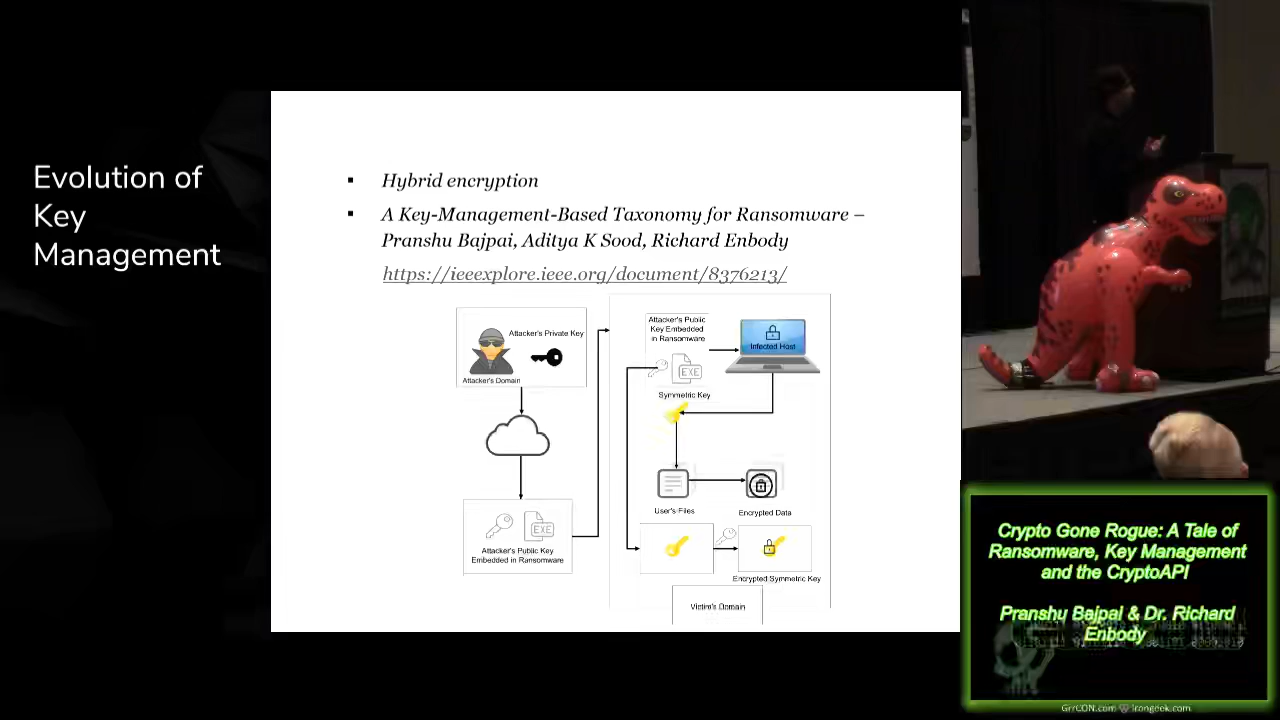 Evolution of
Key
Management
Hybrid encryption
A Key-Management-Based Taxonomy for Ransomware –
Pranshu Bajpai, Aditya K Sood, Richard Enbody
https://ieeexplore.ieee.org/document/8376213/
Attacker's Private Key
Attacker's Domain
EXE
Attacker's Public Key
Embedded in Ransomware
Attacker's Public
Key Embedded
in Ransomware
EXE
Infected Host
Symmetric Key
User's Files
Encrypted Data
Encrypted Symmetric Key
Victim's Domain
Crypto Gone Rogue: A Tale of
Ransomware, Key Management
and the CryptoAPI
Pranshu Bajpai & Dr. Richard
Enbody
GrrCON.com Irongeek.com